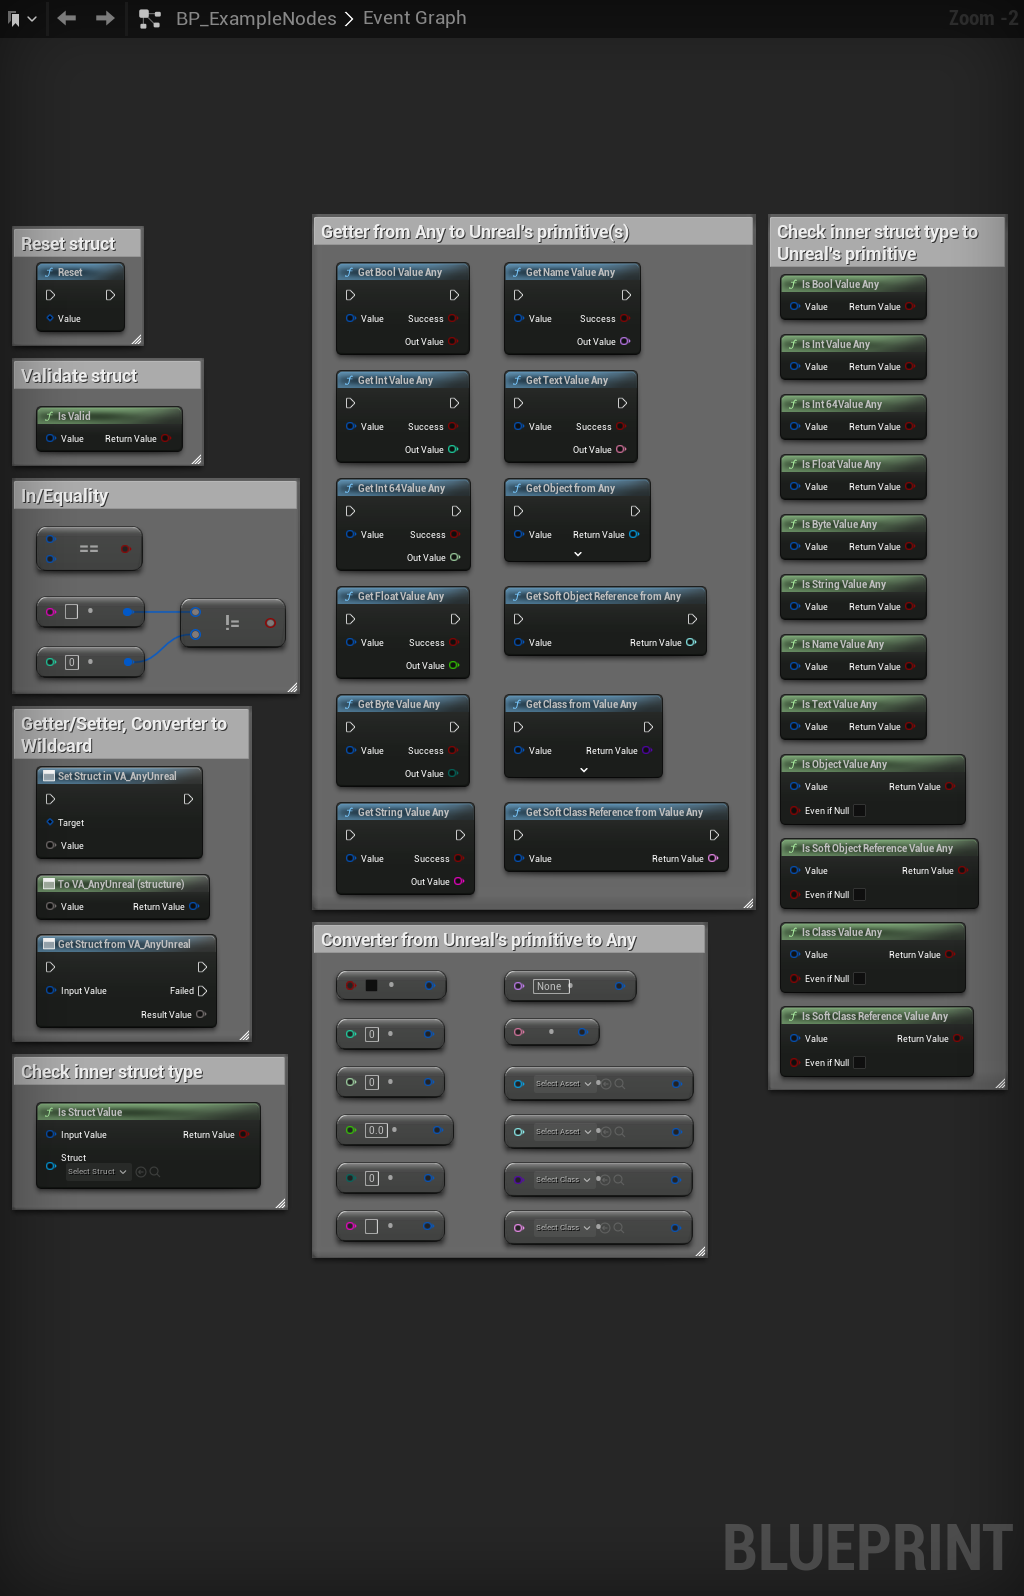 BP_ExampleNodes > Event Graph
Zoom -2
Reset struct
Reset
Value
Validate struct
Is Valid
Value Return Value
In/Equality
==
!=
0
Getter/Setter, Converter to
Wildcard
Set Struct in VA_AnyUnreal
Target
Value
To VA_AnyUnreal (structure)
Value Return Value
Get Struct from VA_AnyUnreal
Input Value Failed
Result Value
Check inner struct type
Is Struct Value
Input Value Return Value
Struct
Select Struct
Getter from Any to Unreal's primitive(s)
Get Bool Value Any
Value Success
Out Value
Get Int Value Any
Value Success
Out Value
Get Int 64Value Any
Value Success
Out Value
Get Float Value Any
Value Success
Out Value
Get Byte Value Any
Value Success
Out Value
Get String Value Any
Value Success
Out Value
Get Name Value Any
Value Success
Out Value
Get Text Value Any
Value Success
Out Value
Get Object from Any
Value Return Value
Get Soft Object Reference from Any
Value Return Value
Get Class from Value Any
Value Return Value
Get Soft Class Reference from Value Any
Value Return Value
Converter from Unreal's primitive to Any
0
0
0.0
0
None
Select Asset
Select Asset
Select Class
Select Class
Check inner struct type to
Unreal's primitive
Is Bool Value Any
Value Return Value
Is Int Value Any
Value Return Value
Is Int 64Value Any
Value Return Value
Is Float Value Any
Value Return Value
Is Byte Value Any
Value Return Value
Is String Value Any
Value Return Value
Is Name Value Any
Value Return Value
Is Text Value Any
Value Return Value
Is Object Value Any
Value Return Value
Even if Null
Is Soft Object Reference Value Any
Value Return Value
Even if Null
Is Class Value Any
Value Return Value
Even if Null
Is Soft Class Reference Value Any
Value Return Value
Even if Null
BLUEPRINT